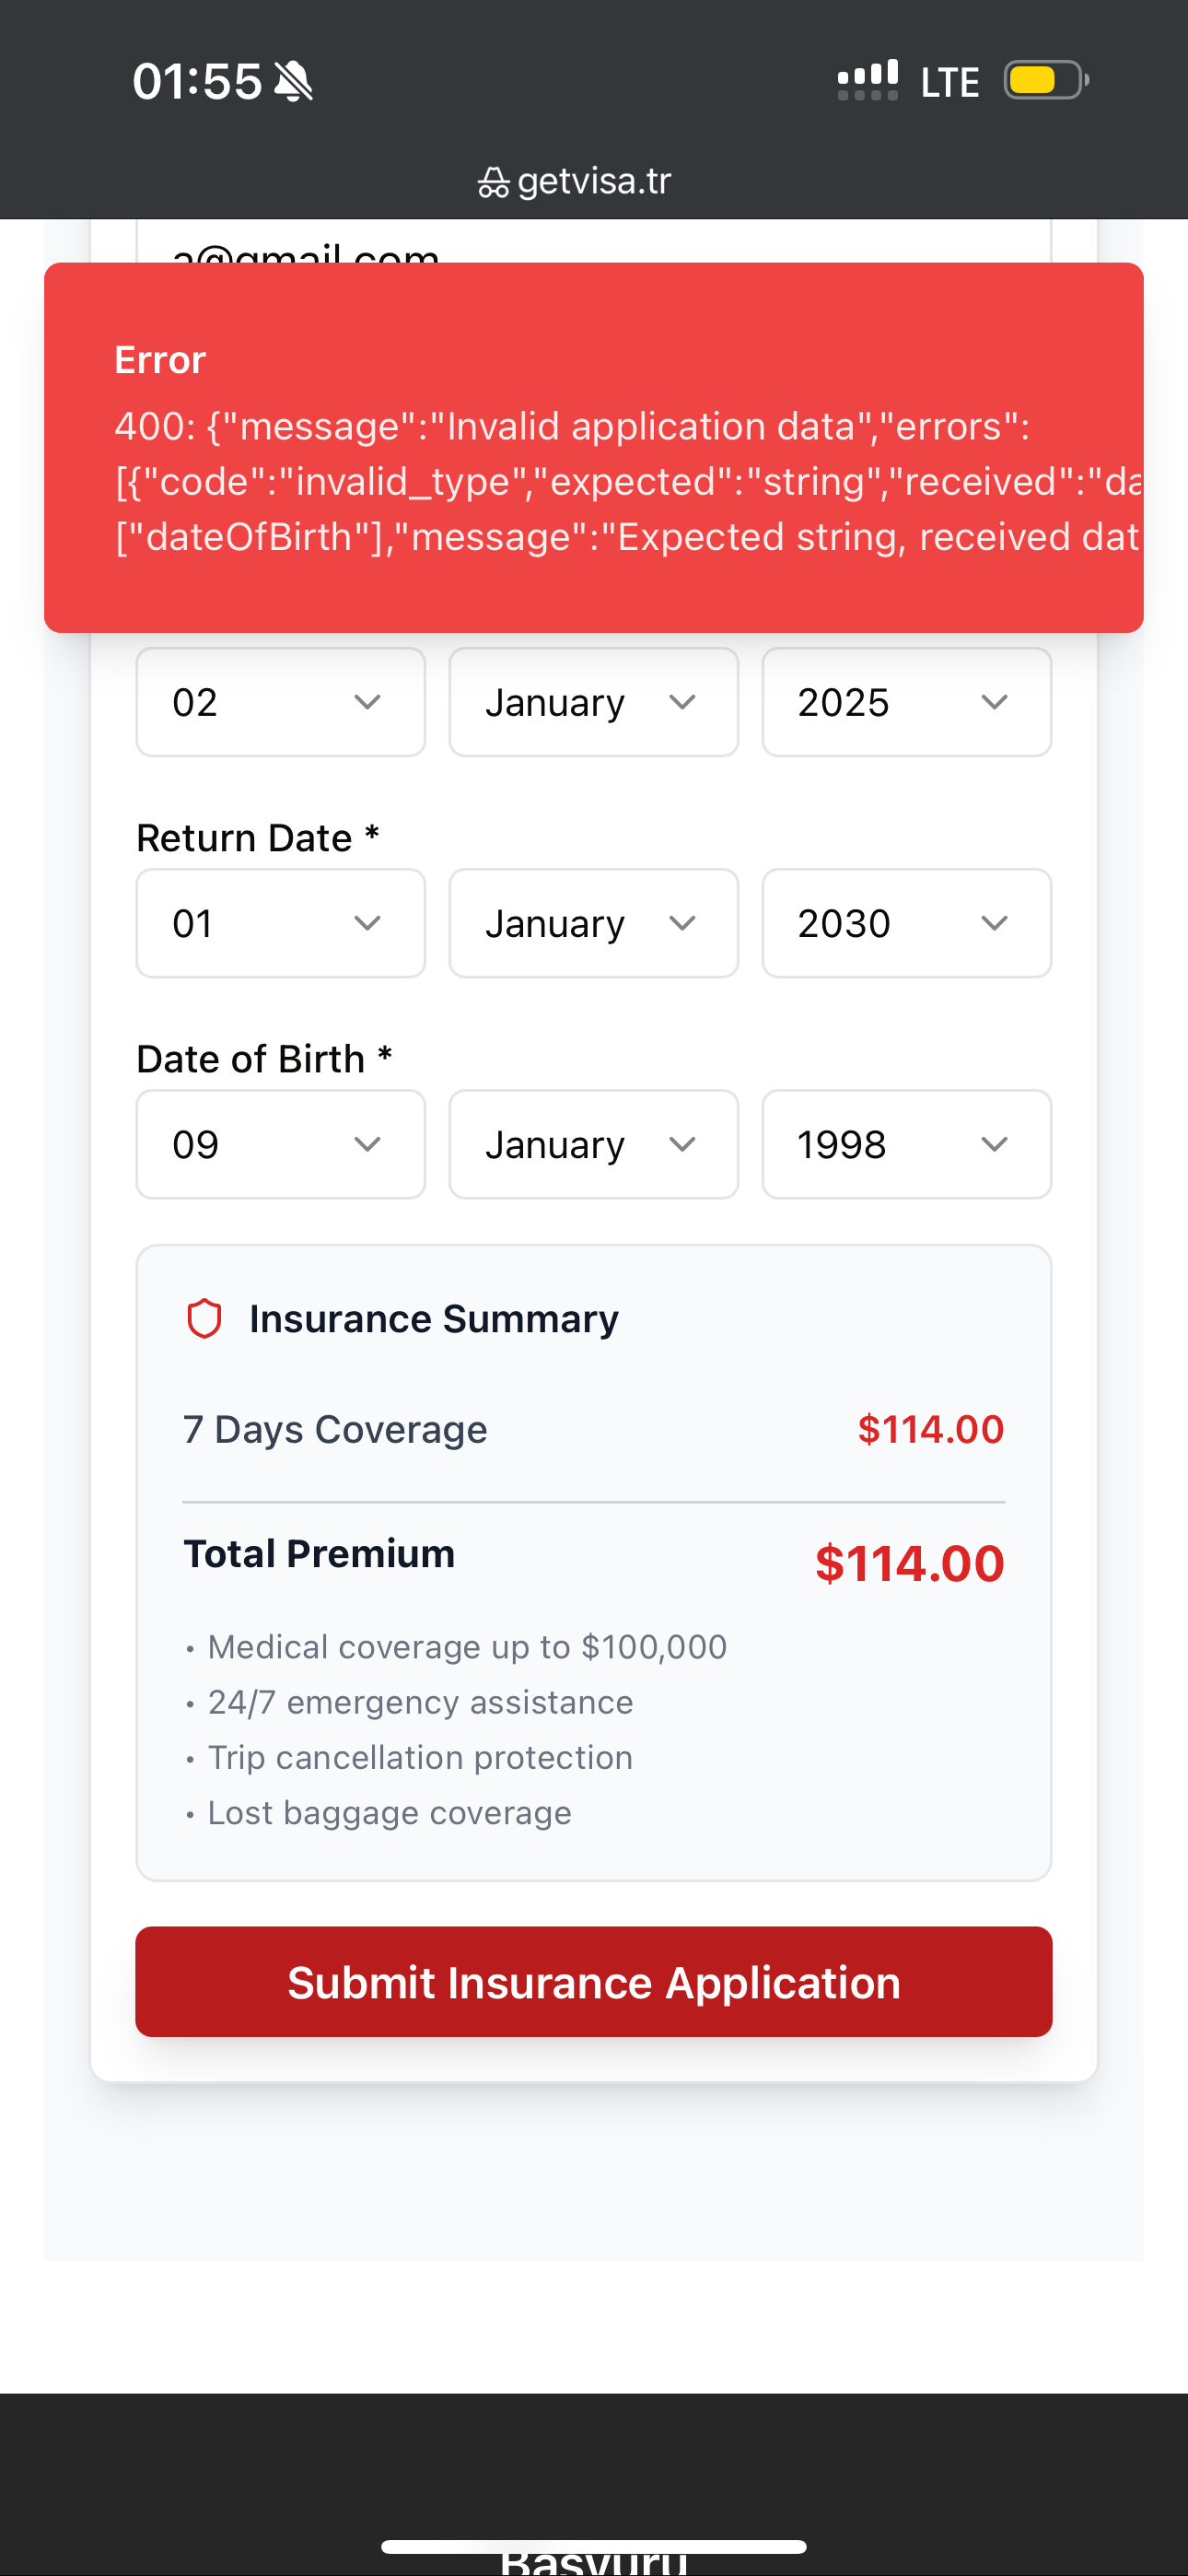 01:55
LTE
getvisa.tr
a@gmail.com
Error
400: {"message":"Invalid application data","errors":
[{"code":"invalid_type","expected":"string","received":"da
["dateOfBirth"],"message":"Expected string, received dat
02 January 2025
Return Date *
01 January 2030
Date of Birth *
09 January 1998
Insurance Summary
7 Days Coverage $114.00
Total Premium $114.00
• Medical coverage up to $100,000
• 24/7 emergency assistance
• Trip cancellation protection
• Lost baggage coverage
Submit Insurance Application
Başvuru